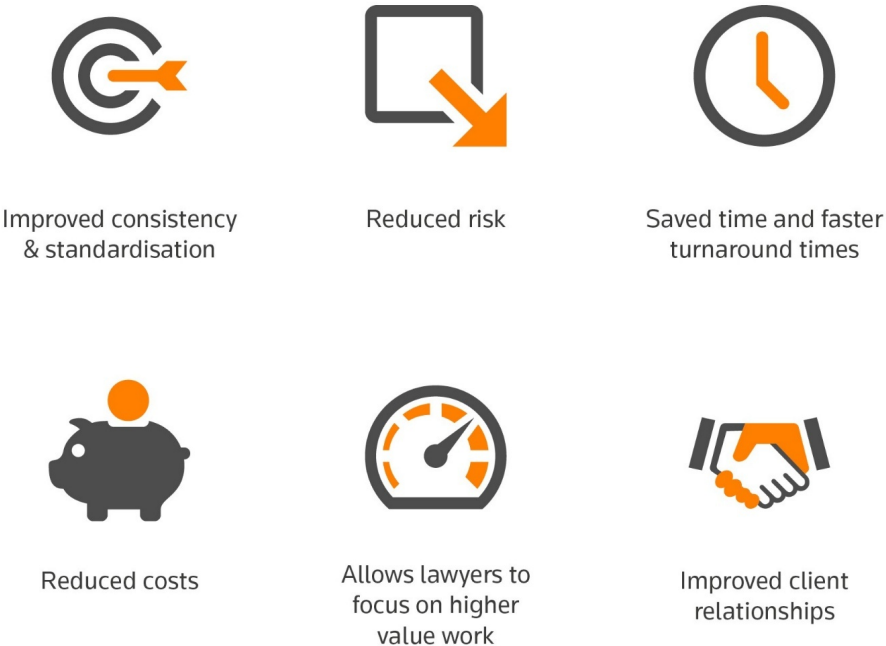 Improved consistency
& standardisation
Reduced risk
Saved time and faster
turnaround times
Reduced costs
Allows lawyers to
focus on higher
value work
Improved client
relationships